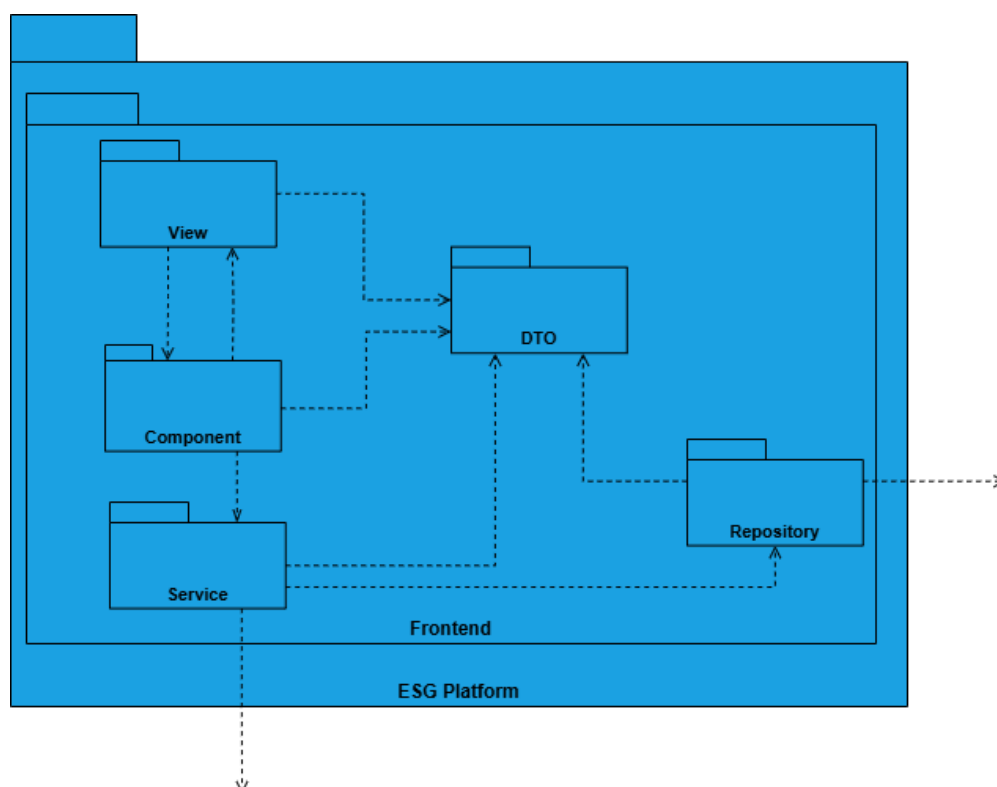 View
DTO
Component
Repository
Service
Frontend
ESG Platform